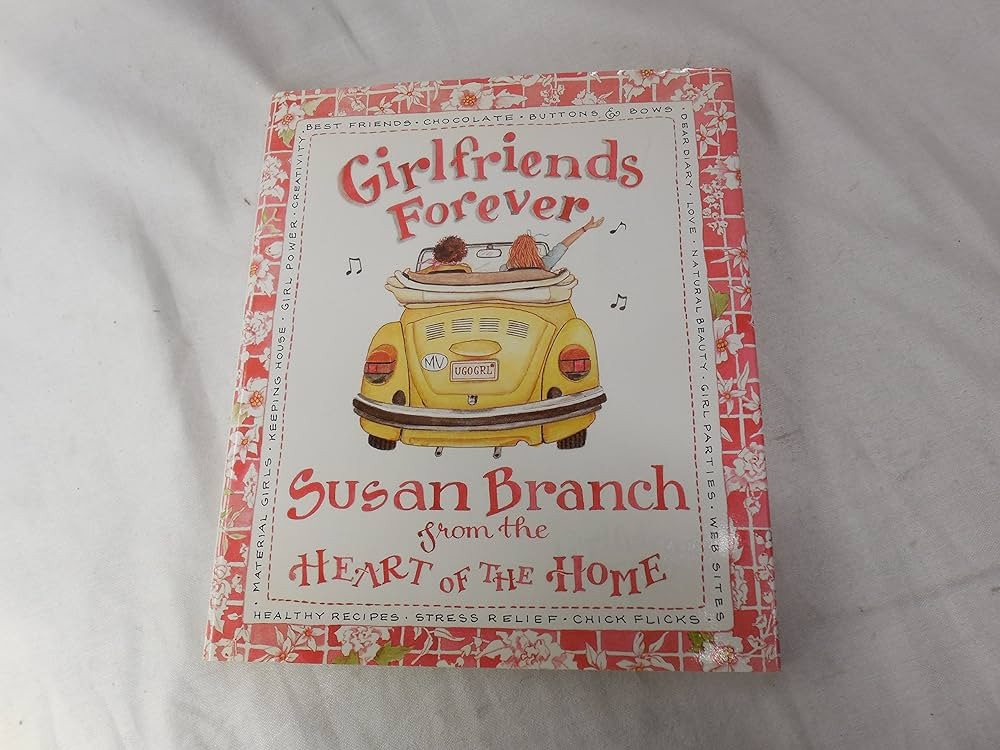 BEST FRIENDS · CHOCOLATE · BUTTONS & BOWS
· DEAR DIARY · LOVE · NATURAL BEAUTY · GIRL PARTIES · WEB SITES
Girlfriends
Forever
MV
UGOGRL
Susan Branch
from the
HEART OF THE HOME
· MATERIAL GIRLS · KEEPING HOUSE · GIRL POWER · CREATIVITY ·
HEALTHY RECIPES · STRESS RELIEF · CHICK FLICKS ·